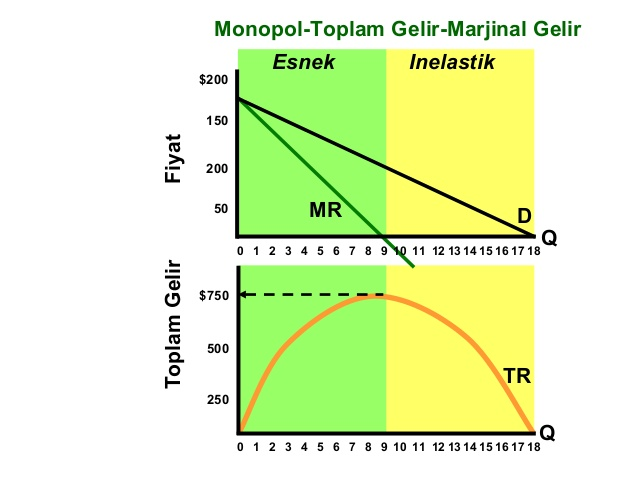 Monopol-Toplam Gelir-Marjinal Gelir
Esnek
Inelastik
$200
150
200
50
Fiyat
MR
D
Q
0 1 2 3 4 5 6 7 8 9 10 11 12 13 14 15 16 17 18
Toplam Gelir
$750
500
250
TR
Q
0 1 2 3 4 5 6 7 8 9 10 11 12 13 14 15 16 17 18